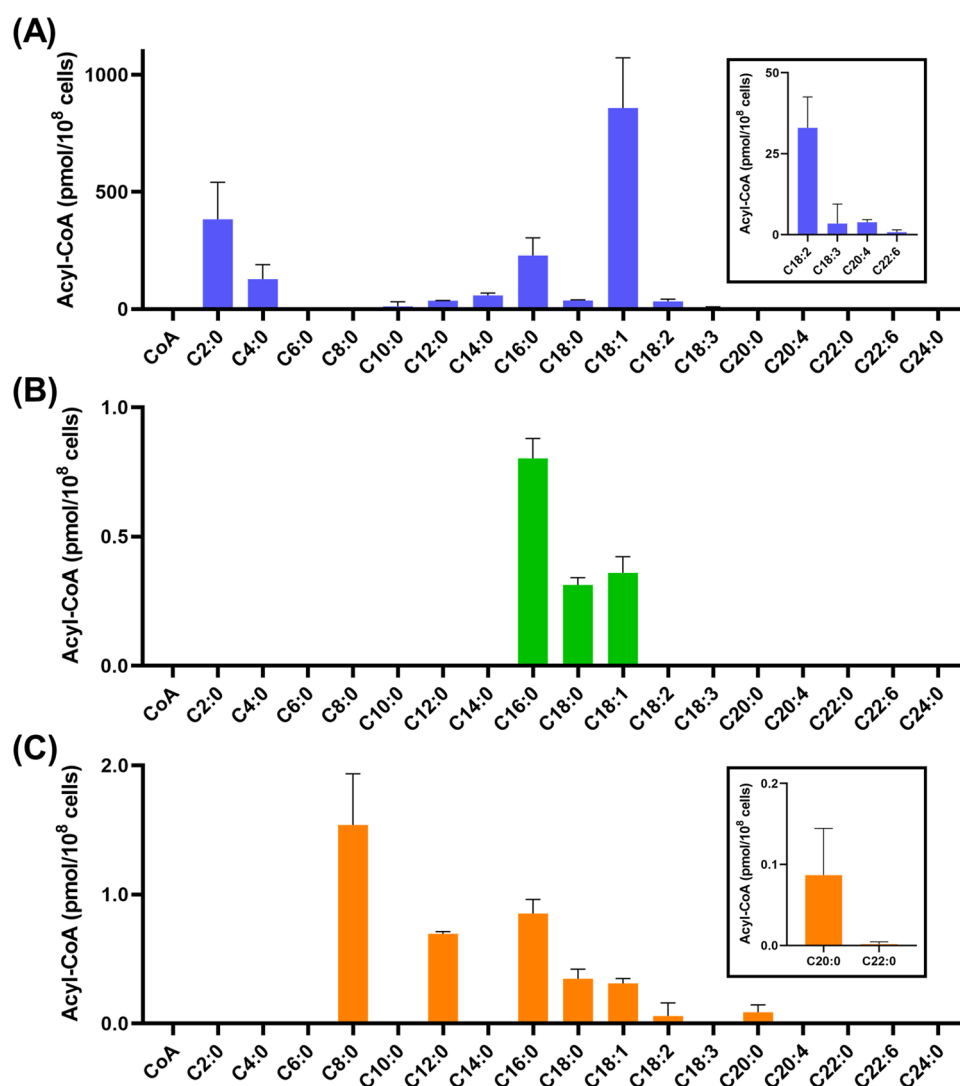 (A)
Acyl-CoA (pmol/10⁸ cells)
1000
500
0
CoA C2:0 C4:0 C6:0 C8:0 C10:0 C12:0 C14:0 C16:0 C18:0 C18:1 C18:2 C18:3 C20:0 C20:4 C22:0 C22:6 C24:0
Acyl-CoA (pmol/10⁸ cells)
50
25
0
C18:2 C18:3 C20:4 C22:6
(B)
Acyl-CoA (pmol/10⁸ cells)
1.0
0.5
0.0
CoA C2:0 C4:0 C6:0 C8:0 C10:0 C12:0 C14:0 C16:0 C18:0 C18:1 C18:2 C18:3 C20:0 C20:4 C22:0 C22:6 C24:0
(C)
Acyl-CoA (pmol/10⁸ cells)
2.0
1.0
0.0
CoA C2:0 C4:0 C6:0 C8:0 C10:0 C12:0 C14:0 C16:0 C18:0 C18:1 C18:2 C18:3 C20:0 C20:4 C22:0 C22:6 C24:0
Acyl-CoA (pmol/10⁸ cells)
0.2
0.1
0.0
C20:0 C22:0